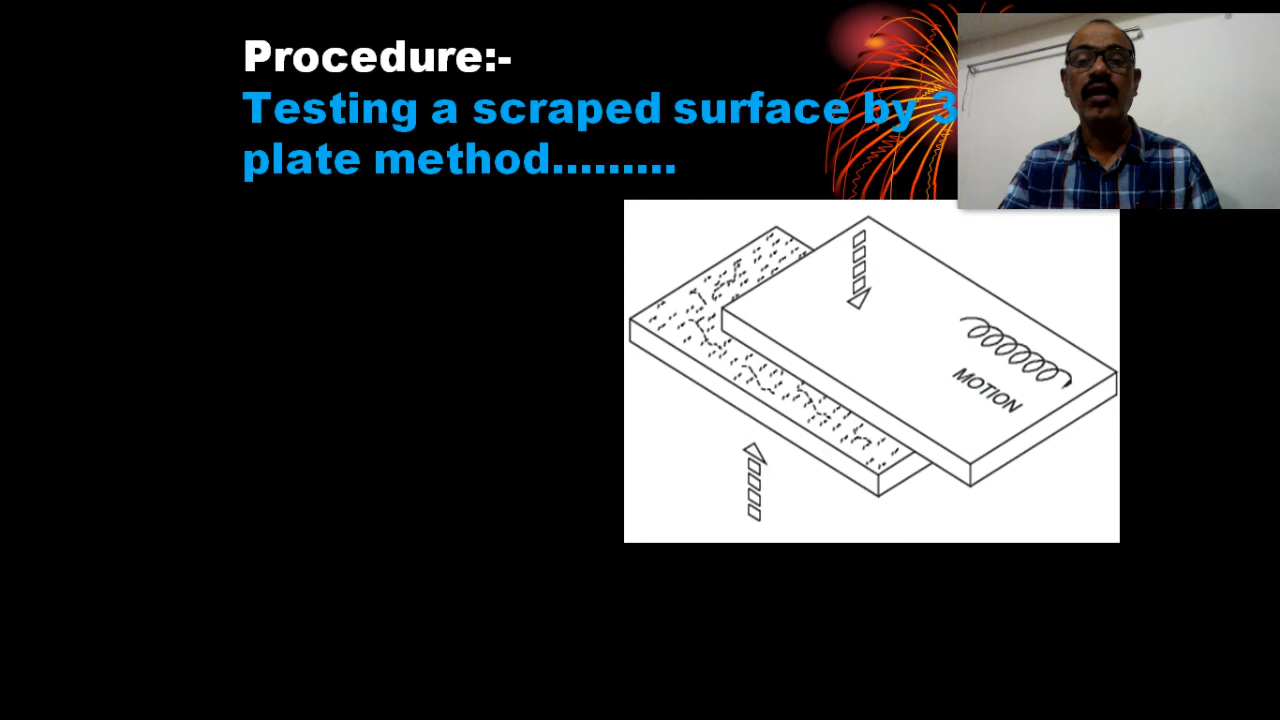 Procedure:-
Testing a scraped surface by 3
plate method.........
MOTION